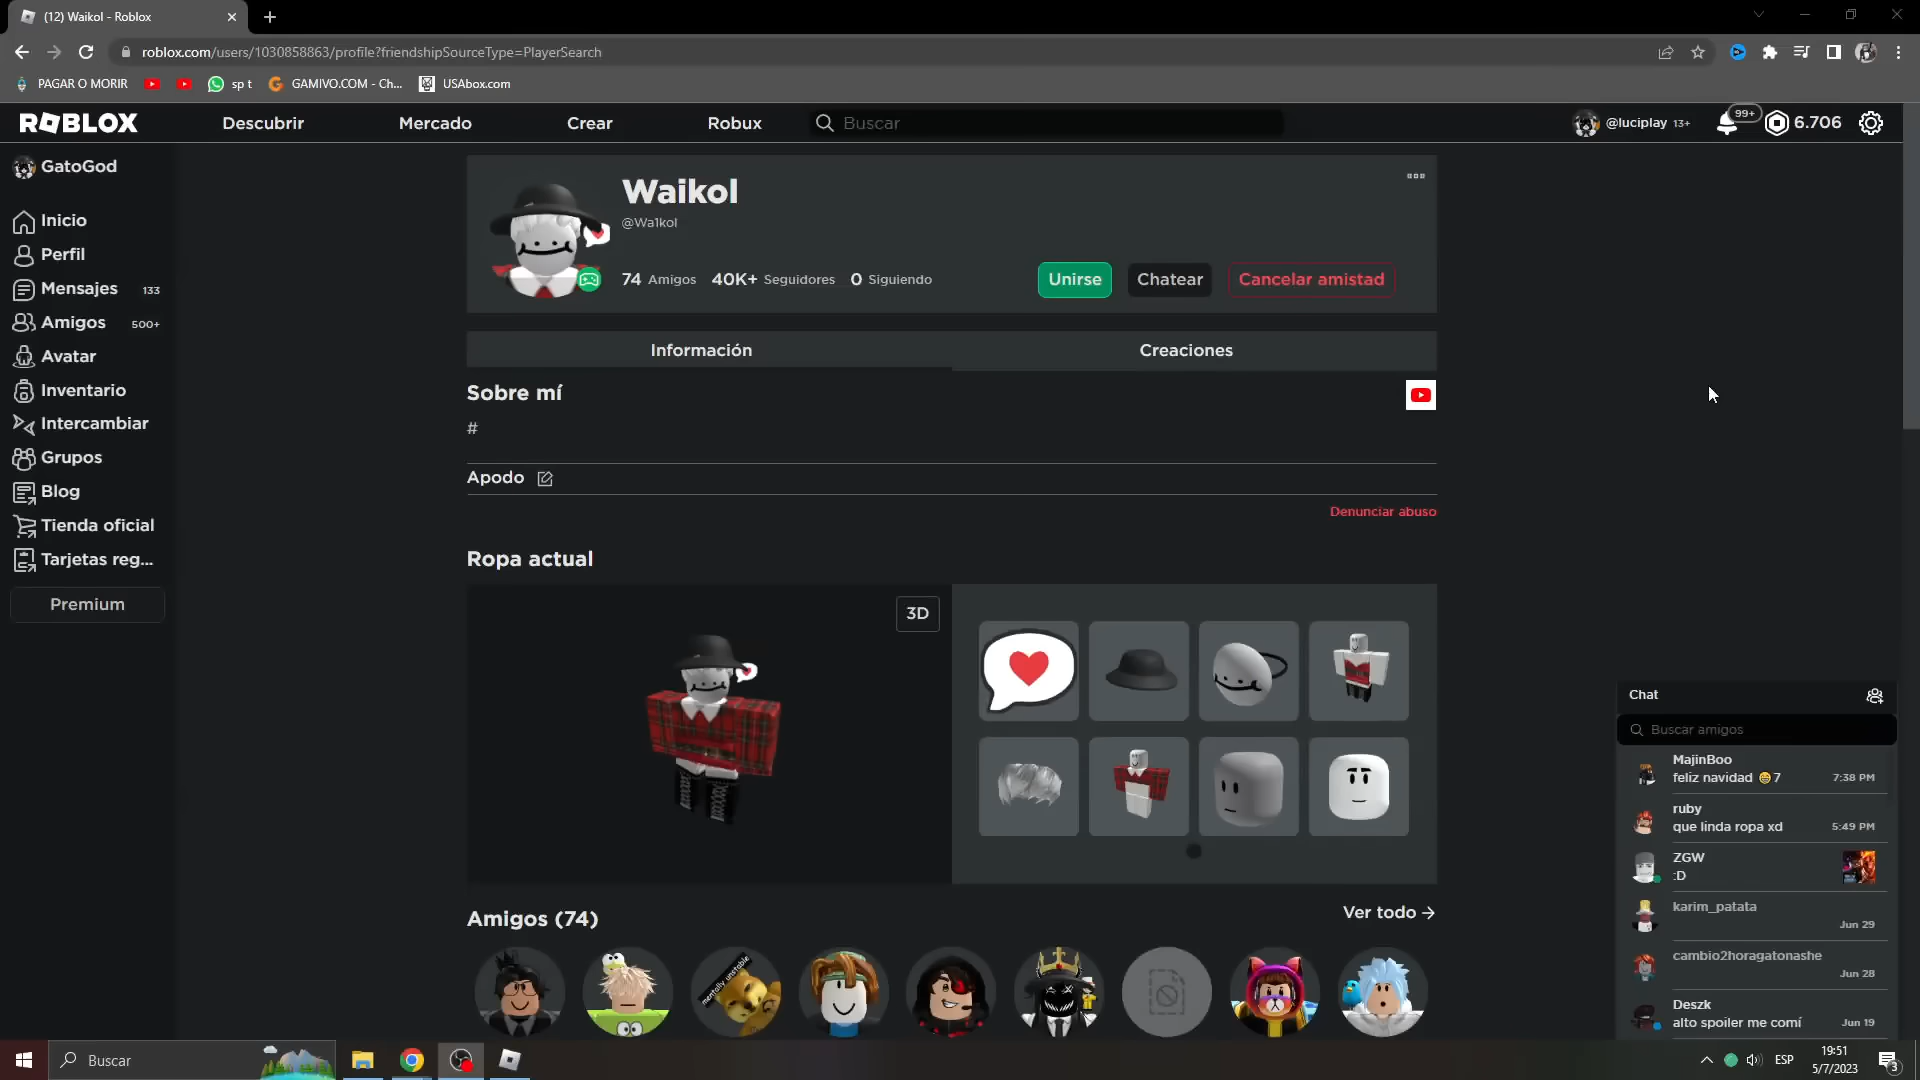 (12) Waikol - Roblox
roblox.com/users/1030858863/profile?friendshipSourceType=PlayerSearch
PAGAR O MORIR
sp t
GAMIVO.COM - Ch...
USAbox.com
ROBLOX
Descubrir
Mercado
Crear
Robux
Buscar
@luciplay 13+
99+
6.706
GatoGod
Inicio
Perfil
Mensajes 133
Amigos 500+
Avatar
Inventario
Intercambiar
Grupos
Blog
Tienda oficial
Tarjetas reg...
Premium
Waikol
@Wa1kol
74 Amigos 40K+ Seguidores 0 Siguiendo
Unirse
Chatear
Cancelar amistad
Información
Creaciones
Sobre mí
#
Apodo
Denunciar abuso
Ropa actual
3D
Amigos (74)
Ver todo
mentally unstable
Chat
Buscar amigos
MajinBoo
feliz navidad 😁7 7:38 PM
ruby
que linda ropa xd 5:49 PM
ZGW
:D
karim_patata
Jun 29
cambio2horagatonashe
Jun 28
Deszk
alto spoiler me comí Jun 19
Buscar
ESP
19:51
5/7/2023
3